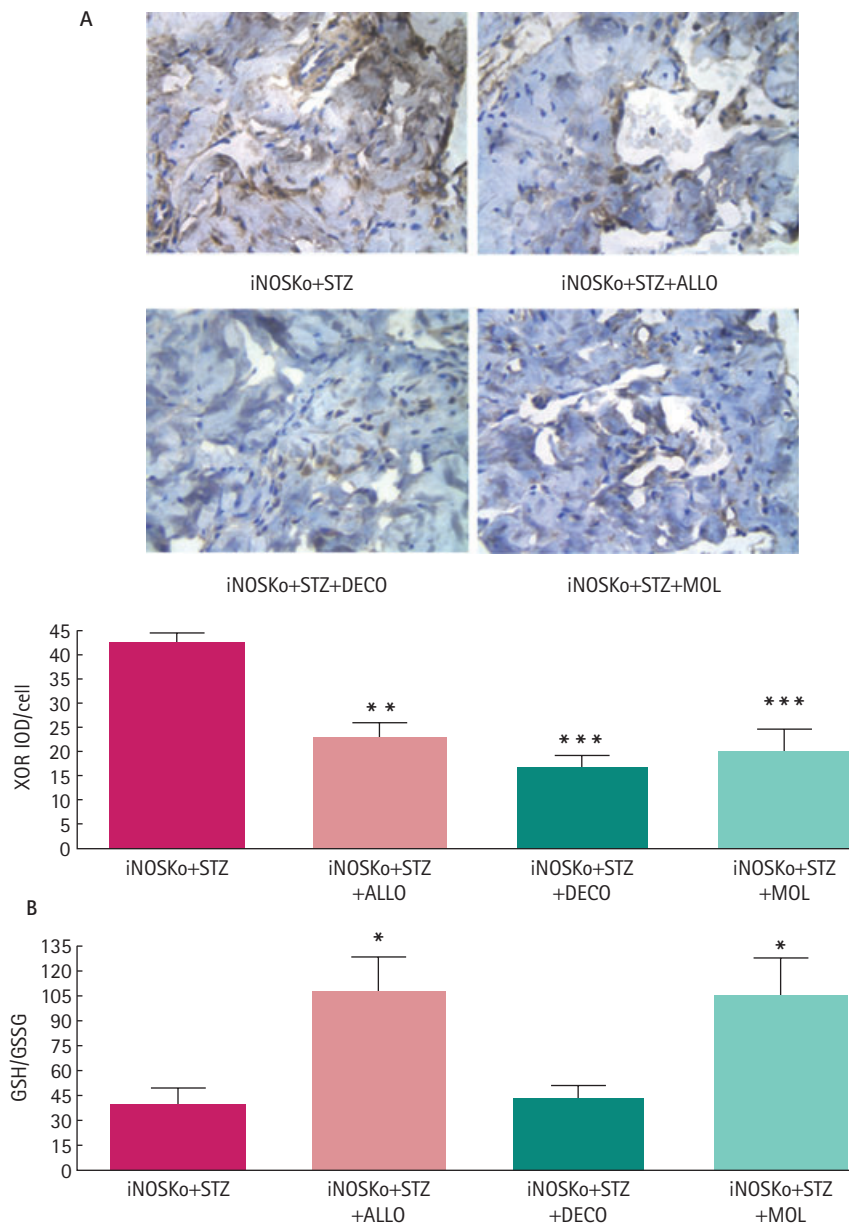 A
iNOSKo+STZ
iNOSKo+STZ+ALLO
iNOSKo+STZ+DECO
iNOSKo+STZ+MOL
XOR IOD/cell
45
40
35
30
25
20
15
10
5
0
**
***
***
iNOSKo+STZ
iNOSKo+STZ
+ALLO
iNOSKo+STZ
+DECO
iNOSKo+STZ
+MOL
B
GSH/GSSG
135
120
105
90
75
60
45
30
15
0
*
*
iNOSKo+STZ
iNOSKo+STZ
+ALLO
iNOSKo+STZ
+DECO
iNOSKo+STZ
+MOL